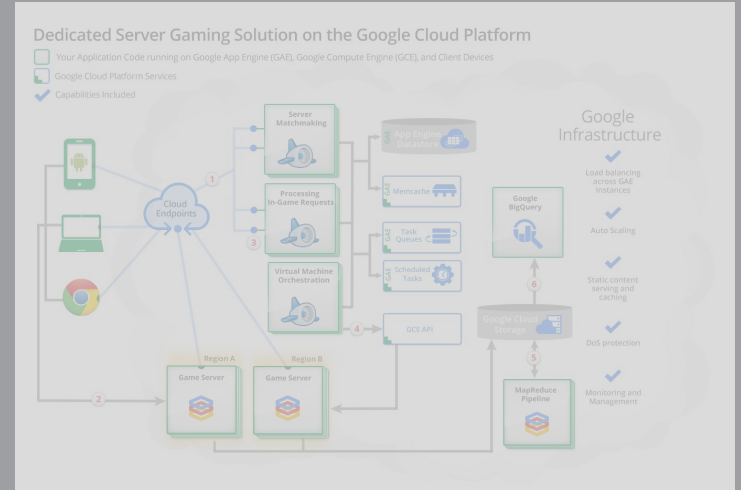 Dedicated Server Gaming Solution on the Google Cloud Platform
Your Application Code running on Google App Engine (GAE), Google Compute Engine (GCE), and Client Devices
Google Cloud Platform Services
Capabilities Included
Server
Matchmaking
GAE
App Engine
Datastore
Google
Infrastructure
Load balancing
across GAE
instances
1
Cloud
Endpoints
Processing
In-Game Requests
GAE
Memcache
Google
BigQuery
Auto Scaling
3
GAE
Task
Queues
Virtual Machine
Orchestration
GAE
Scheduled
Tasks
6
Static content
serving and
caching
4
GCE API
Google Cloud
Storage
DoS protection
Region A
Region B
5
Game Server
Game Server
2
MapReduce
Pipeline
Monitoring and
Management